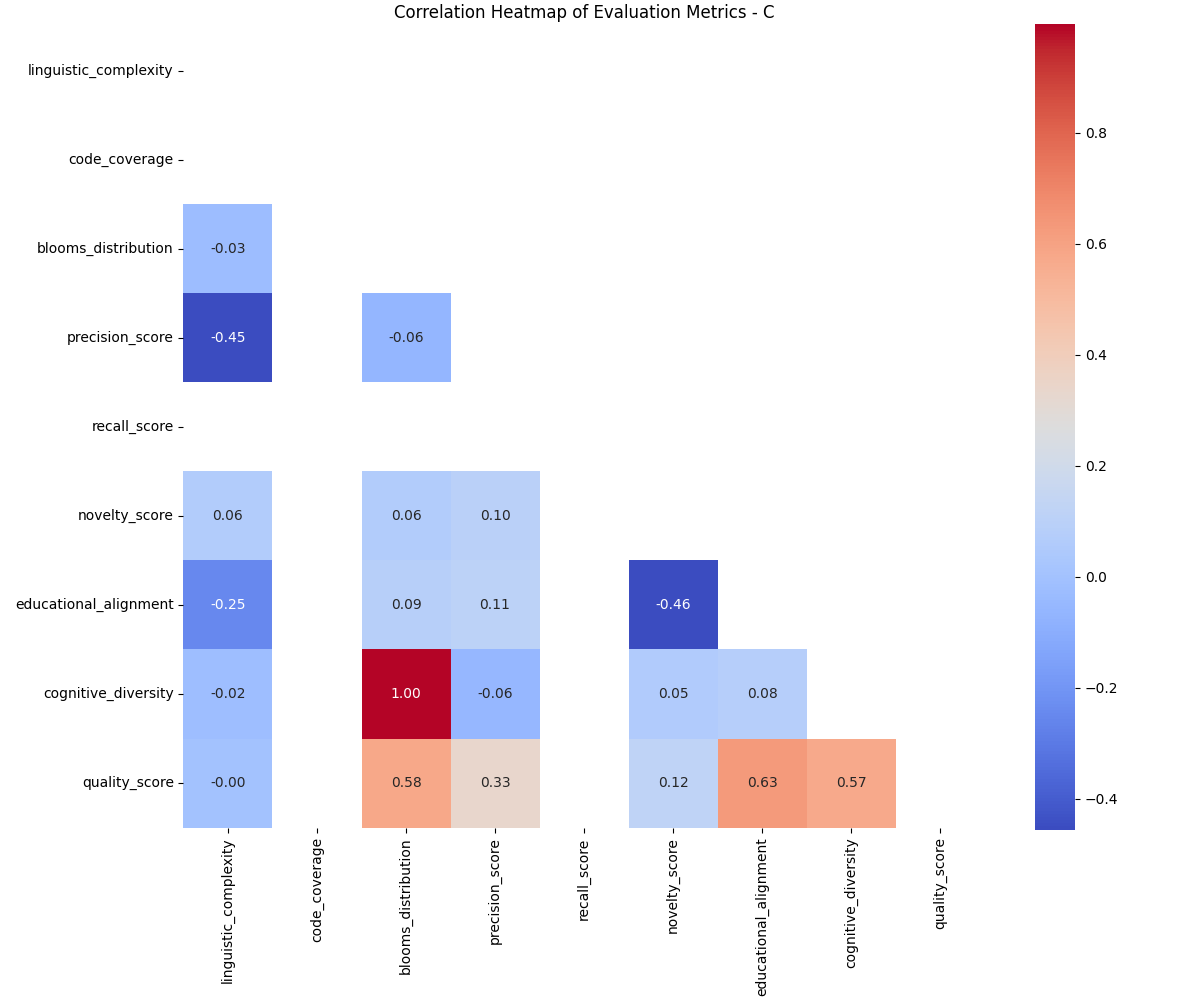 Correlation Heatmap of Evaluation Metrics - C
linguistic_complexity
code_coverage
blooms_distribution -0.03
precision_score -0.45 -0.06
recall_score
novelty_score 0.06 0.06 0.10
educational_alignment -0.25 0.09 0.11 -0.46
cognitive_diversity -0.02 1.00 -0.06 0.05 0.08
quality_score -0.00 0.58 0.33 0.12 0.63 0.57
linguistic_complexity
code_coverage
blooms_distribution
precision_score
recall_score
novelty_score
educational_alignment
cognitive_diversity
quality_score
0.8
0.6
0.4
0.2
0.0
−0.2
−0.4